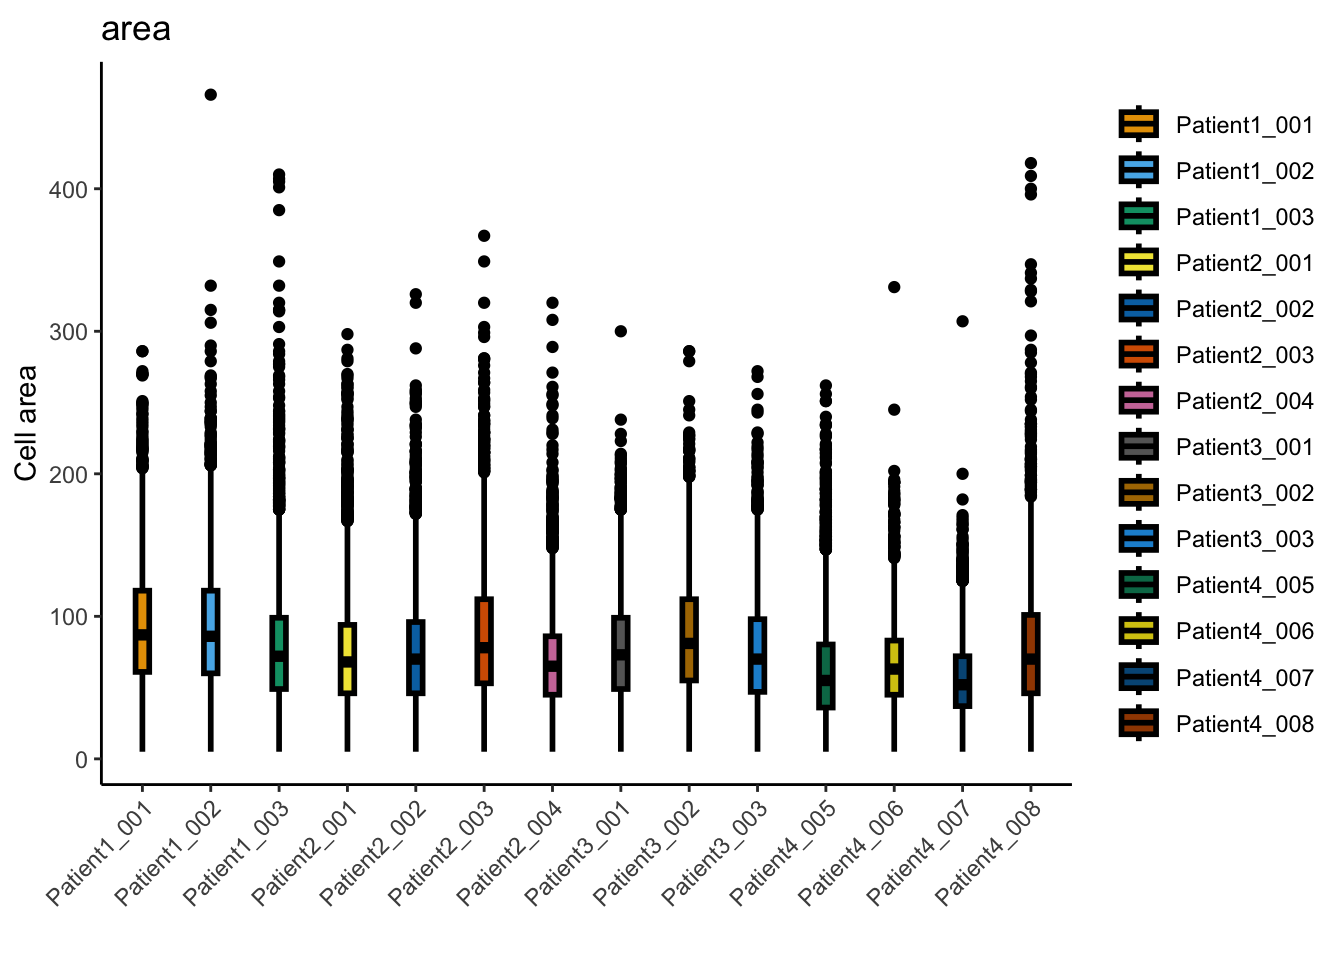 area
Cell area
400
300
200
100
0
Patient1_001
Patient1_002
Patient1_003
Patient2_001
Patient2_002
Patient2_003
Patient2_004
Patient3_001
Patient3_002
Patient3_003
Patient4_005
Patient4_006
Patient4_007
Patient4_008
Patient1_001
Patient1_002
Patient1_003
Patient2_001
Patient2_002
Patient2_003
Patient2_004
Patient3_001
Patient3_002
Patient3_003
Patient4_005
Patient4_006
Patient4_007
Patient4_008